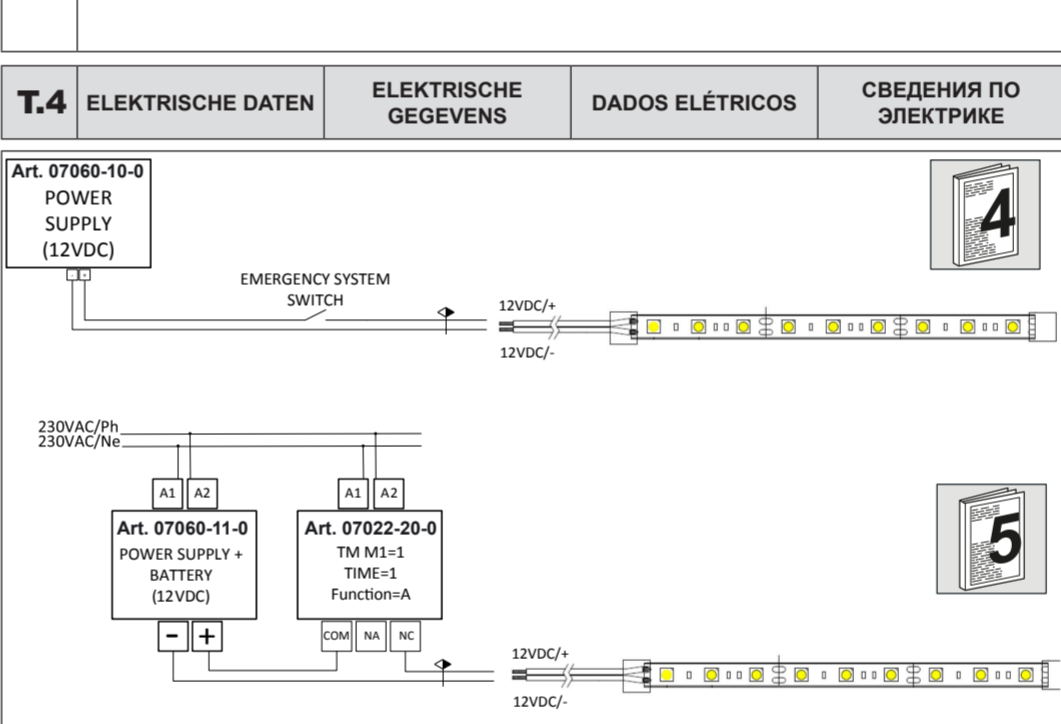 T.4
ELEKTRISCHE DATEN
ELEKTRISCHE
GEGEVENS
DADOS ELÉTRICOS
СВЕДЕНИЯ ПО
ЭЛЕКТРИКЕ
Art. 07060-10-0
POWER
SUPPLY
(12VDC)
- +
EMERGENCY SYSTEM
SWITCH
12VDC/+
12VDC/-
4
230VAC/Ph
230VAC/Ne
A1 A2
A1 A2
Art. 07060-11-0
POWER SUPPLY +
BATTERY
(12VDC)
- +
Art. 07022-20-0
TM M1=1
TIME=1
Function=A
COM NA NC
12VDC/+
12VDC/-
5